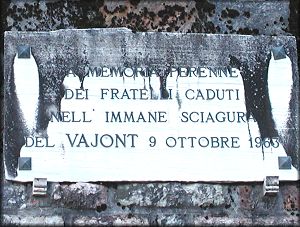 A MEMORIA PERENNE
DEI FRATELLI CADUTI
NELL' IMMANE SCIAGURA
DEL VAJONT 9 OTTOBRE 1963